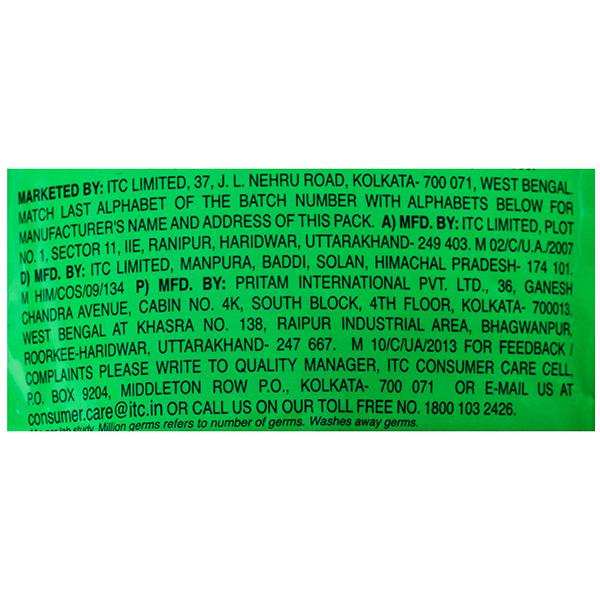 MARKETED BY: ITC LIMITED, 37, J. L. NEHRU ROAD, KOLKATA- 700 071, WEST BENGAL.
MATCH LAST ALPHABET OF THE BATCH NUMBER WITH ALPHABETS BELOW FOR
MANUFACTURER'S NAME AND ADDRESS OF THIS PACK. A) MFD. BY: ITC LIMITED, PLOT
NO. 1, SECTOR 11, IIE, RANIPUR, HARIDWAR, UTTARAKHAND- 249 403. M 02/C/U.A./2007
D) MFD. BY: ITC LIMITED, MANPURA, BADDI, SOLAN, HIMACHAL PRADESH- 174 101.
M HIM/COS/09/134 P) MFD. BY: PRITAM INTERNATIONAL PVT. LTD., 36, GANESH
CHANDRA AVENUE, CABIN NO. 4K, SOUTH BLOCK, 4TH FLOOR, KOLKATA- 700013,
WEST BENGAL AT KHASRA NO. 138, RAIPUR INDUSTRIAL AREA, BHAGWANPUR,
ROORKEE-HARIDWAR, UTTARAKHAND- 247 667. M 10/C/UA/2013 FOR FEEDBACK /
COMPLAINTS PLEASE WRITE TO QUALITY MANAGER, ITC CONSUMER CARE CELL,
P.O. BOX 9204, MIDDLETON ROW P.O., KOLKATA- 700 071 OR E-MAIL US AT
consumer.care@itc.in OR CALL US ON OUR TOLL FREE NO. 1800 103 2426.
lab study. Million germs refers to number of germs. Washes away germs.